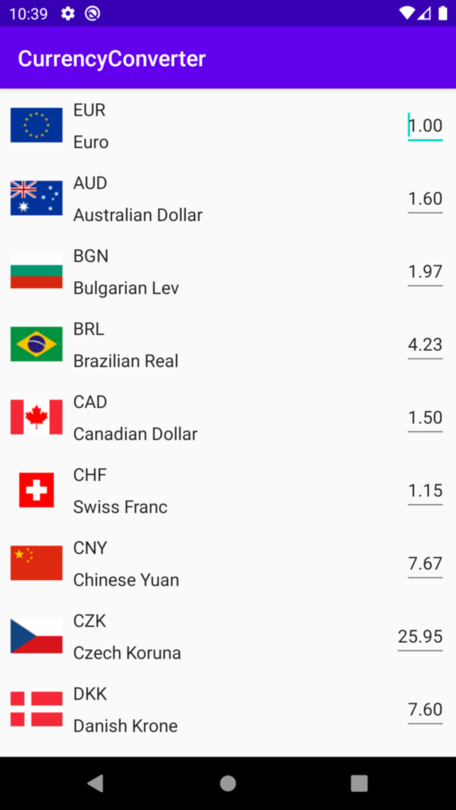 10:39
CurrencyConverter
EUR
Euro
1.00
AUD
Australian Dollar
1.60
BGN
Bulgarian Lev
1.97
BRL
Brazilian Real
4.23
CAD
Canadian Dollar
1.50
CHF
Swiss Franc
1.15
CNY
Chinese Yuan
7.67
CZK
Czech Koruna
25.95
DKK
Danish Krone
7.60